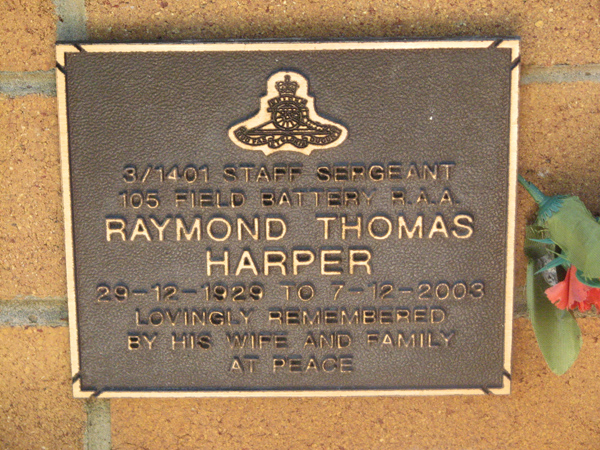 3/1401 STAFF SERGEANT
105 FIELD BATTERY R.A.A.
RAYMOND THOMAS
HARPER
29-12-1929 TO 7-12-2003
LOVINGLY REMEMBERED
BY HIS WIFE AND FAMILY
AT PEACE